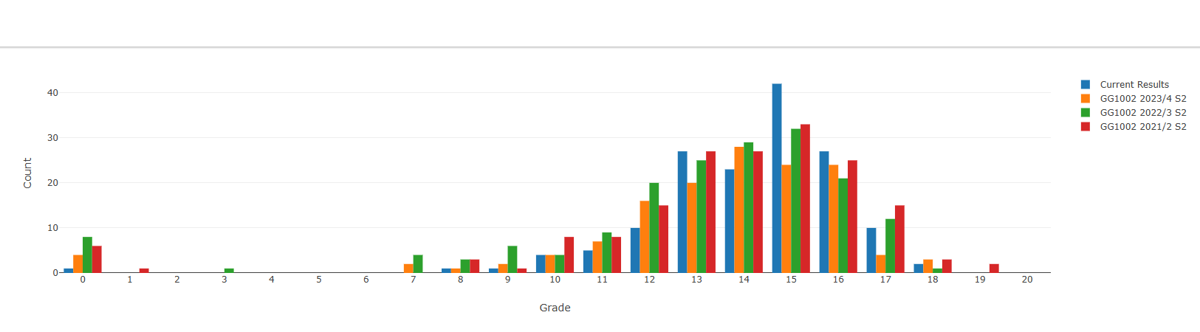 Current Results
GG1002 2023/4 S2
GG1002 2022/3 S2
GG1002 2021/2 S2
Count
40
30
20
10
0
0 1 2 3 4 5 6 7 8 9 10 11 12 13 14 15 16 17 18 19 20
Grade